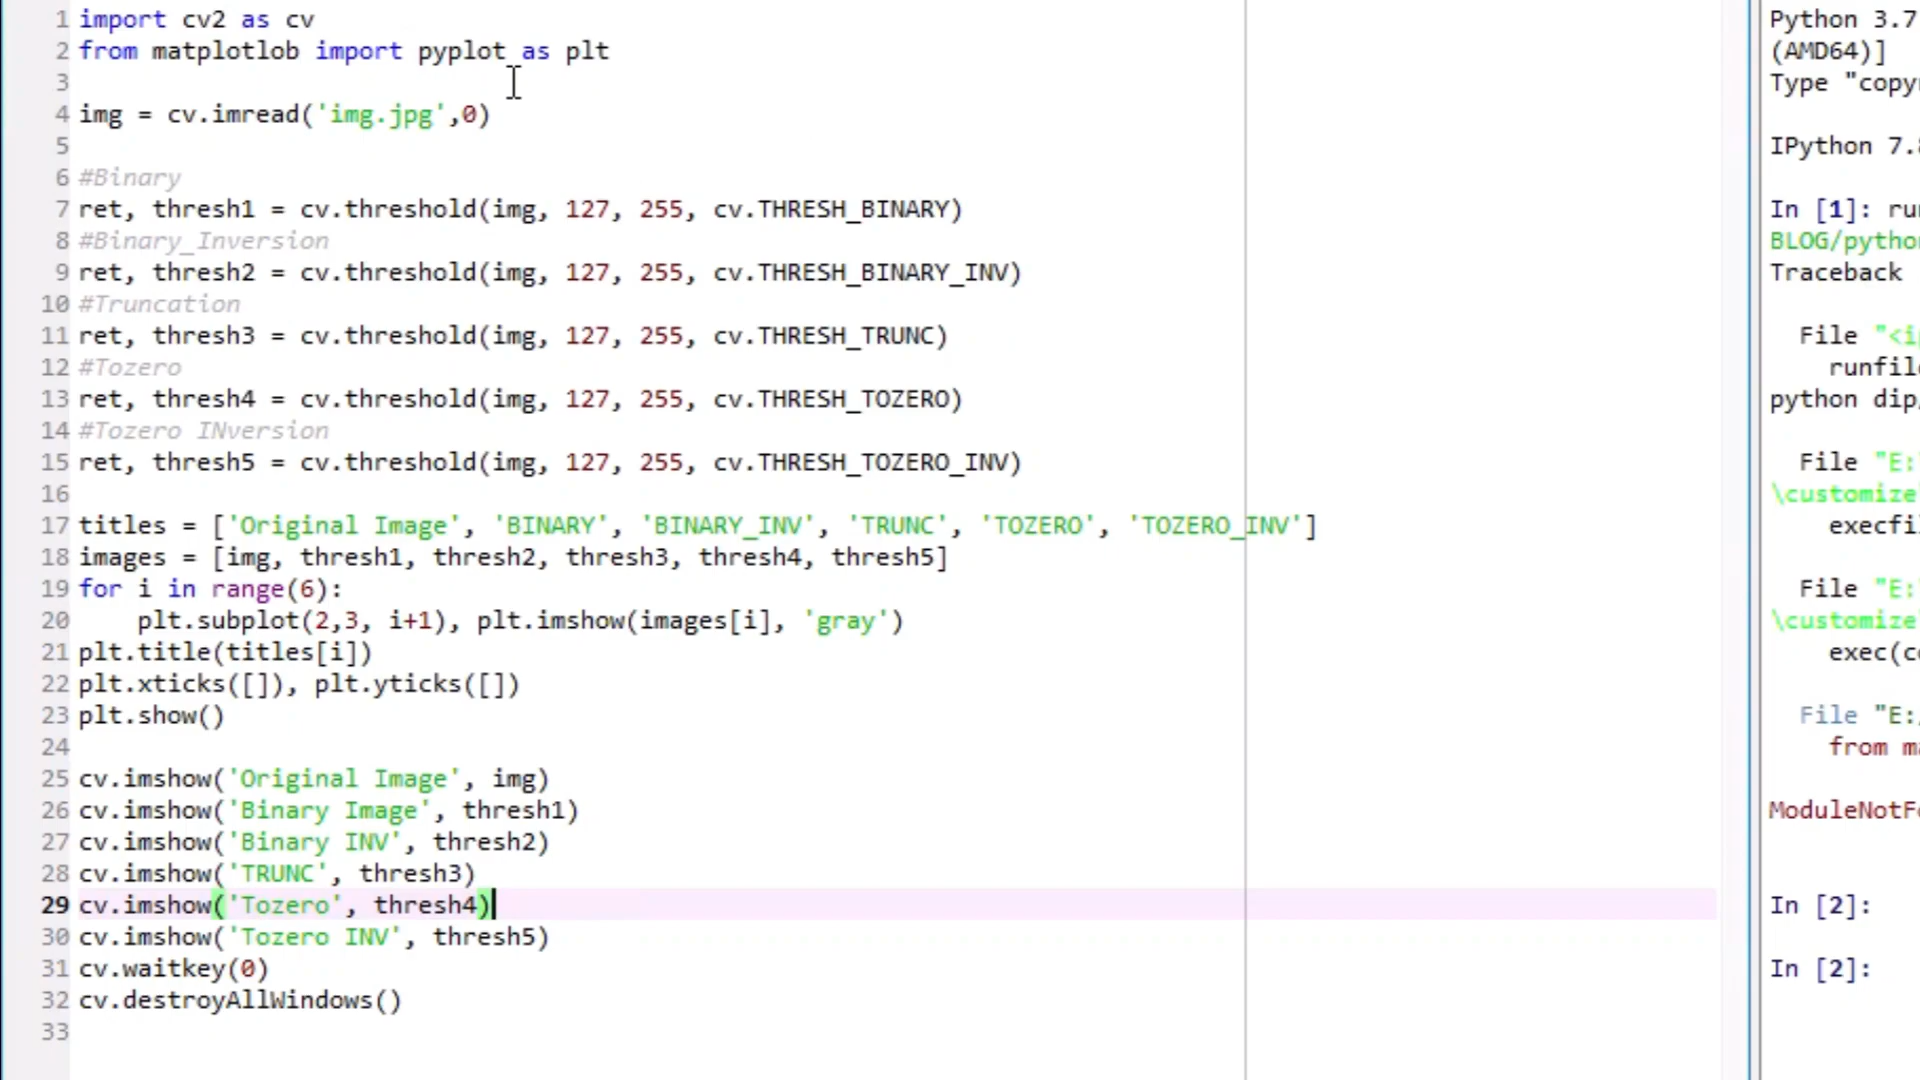 1 import cv2 as cv
2 from matplotlob import pyplot as plt
3
4 img = cv.imread('img.jpg',0)
5
6 #Binary
7 ret, thresh1 = cv.threshold(img, 127, 255, cv.THRESH_BINARY)
8 #Binary_Inversion
9 ret, thresh2 = cv.threshold(img, 127, 255, cv.THRESH_BINARY_INV)
10 #Truncation
11 ret, thresh3 = cv.threshold(img, 127, 255, cv.THRESH_TRUNC)
12 #Tozero
13 ret, thresh4 = cv.threshold(img, 127, 255, cv.THRESH_TOZERO)
14 #Tozero INversion
15 ret, thresh5 = cv.threshold(img, 127, 255, cv.THRESH_TOZERO_INV)
16
17 titles = ['Original Image', 'BINARY', 'BINARY_INV', 'TRUNC', 'TOZERO', 'TOZERO_INV']
18 images = [img, thresh1, thresh2, thresh3, thresh4, thresh5]
19 for i in range(6):
20     plt.subplot(2,3, i+1), plt.imshow(images[i], 'gray')
21 plt.title(titles[i])
22 plt.xticks([]), plt.yticks([])
23 plt.show()
24
25 cv.imshow('Original Image', img)
26 cv.imshow('Binary Image', thresh1)
27 cv.imshow('Binary INV', thresh2)
28 cv.imshow('TRUNC', thresh3)
29 cv.imshow('Tozero', thresh4)
30 cv.imshow('Tozero INV', thresh5)
31 cv.waitkey(0)
32 cv.destroyAllWindows()
33
Python 3.7
(AMD64)]
Type "copy
IPython 7.
In [1]: ru
BLOG/pytho
Traceback
File "<i
runfil
python dip
File "E:
\customize
execfi
File "E:
\customize
exec(c
File "E:
from ma
ModuleNotF
In [2]:
In [2]: